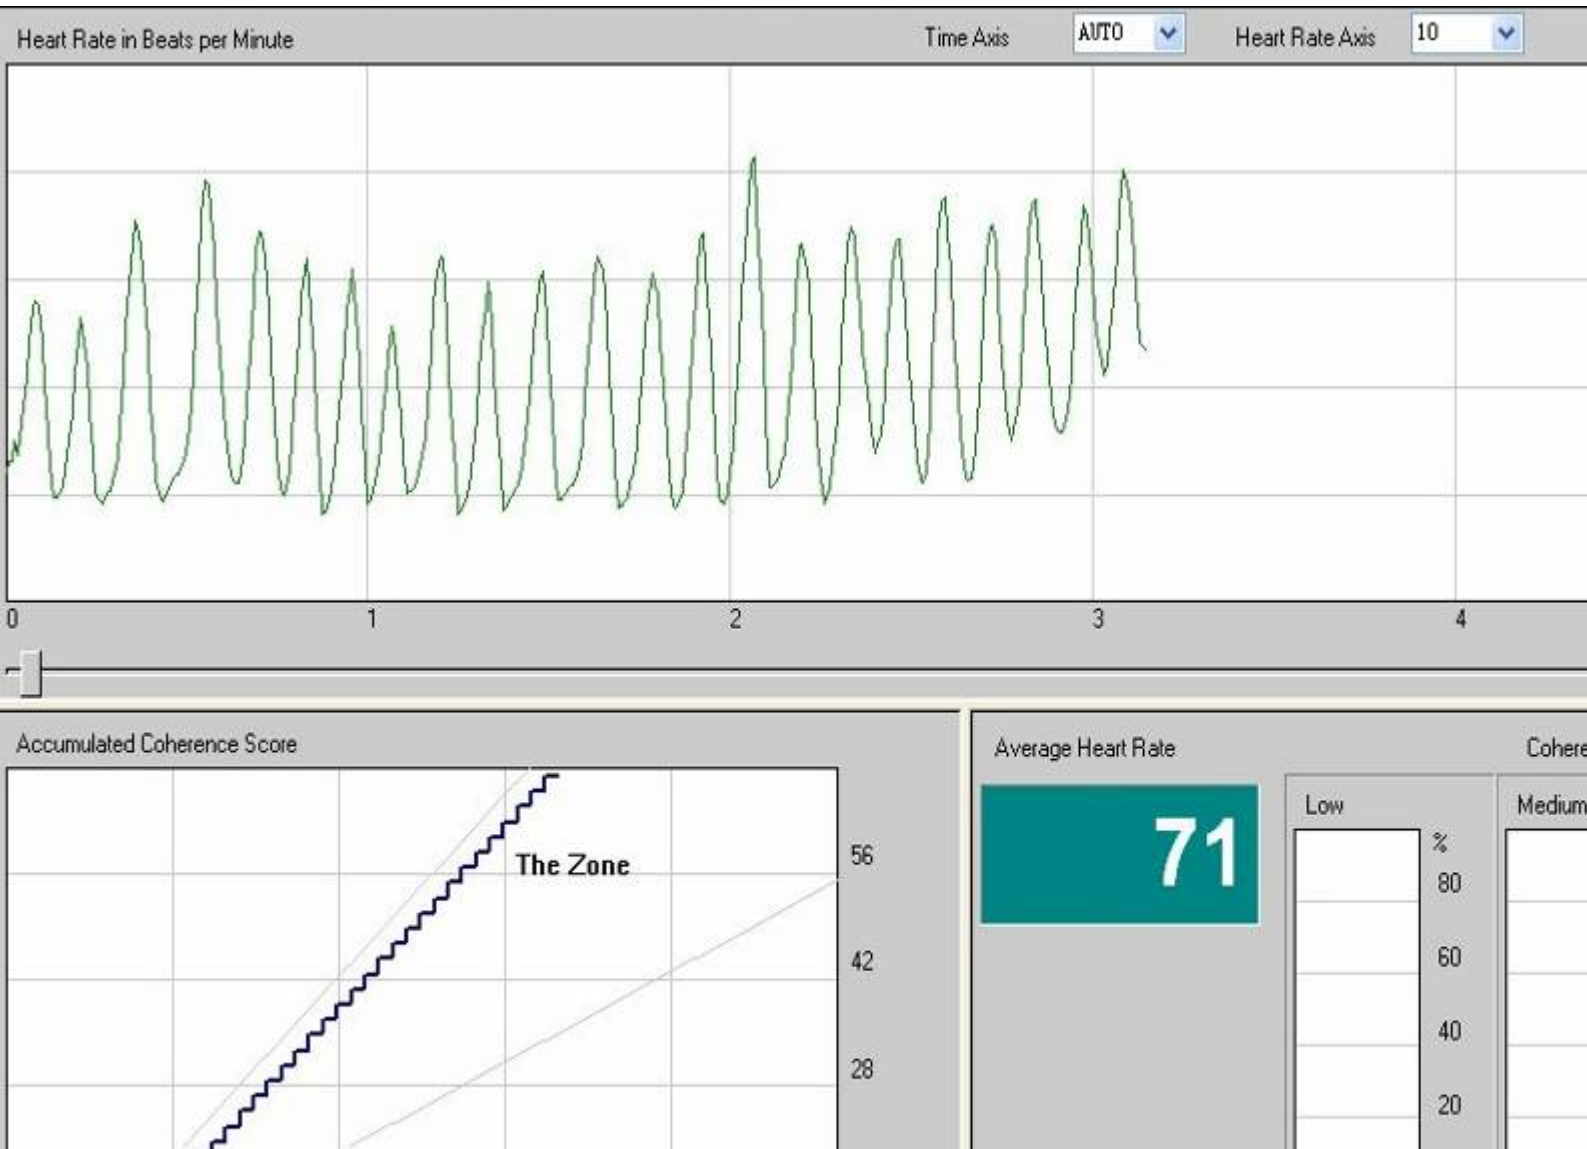 Heart Rate in Beats per Minute Time Axis AUTO Heart Rate Axis 10
0 1 2 3 4
Accumulated Coherence Score
The Zone
56
42
28
Average Heart Rate Cohere
71
Low Medium
%
80
60
40
20